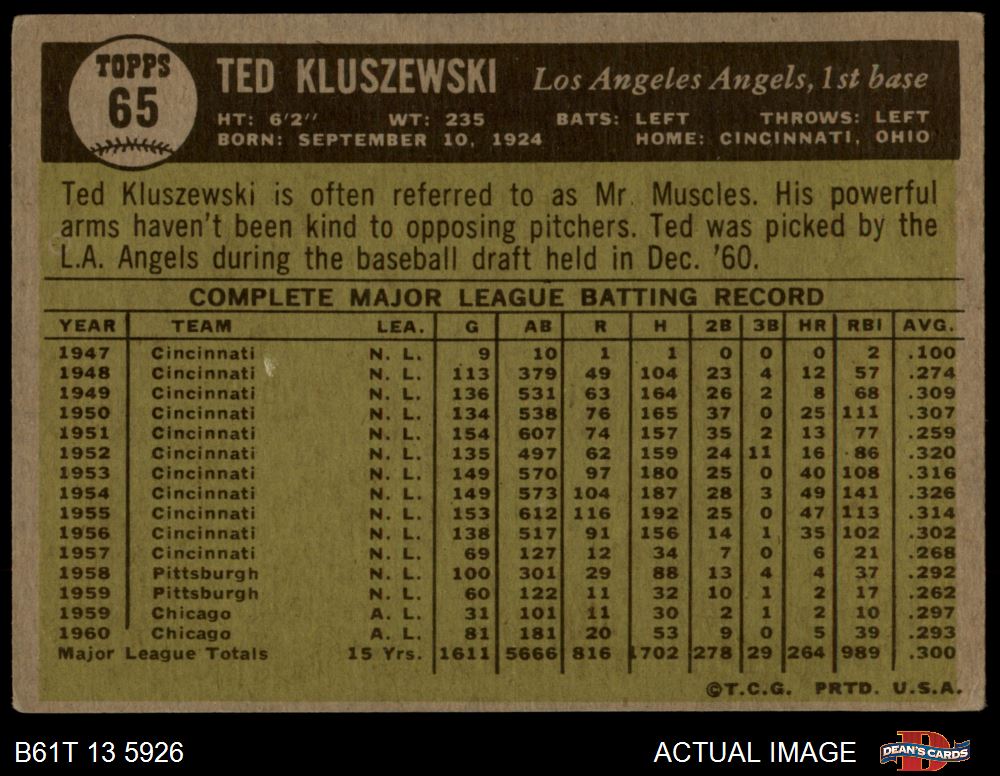 TOPPS
65
TED KLUSZEWSKI Los Angeles Angels, 1st base
HT: 6'2" WT: 235 BATS: LEFT THROWS: LEFT
BORN: SEPTEMBER 10, 1924 HOME: CINCINNATI, OHIO
Ted Kluszewski is often referred to as Mr. Muscles. His powerful
arms haven't been kind to opposing pitchers. Ted was picked by the
L.A. Angels during the baseball draft held in Dec. '60.
COMPLETE MAJOR LEAGUE BATTING RECORD
YEAR TEAM LEA. G AB R H 2B 3B HR RBI AVG.
1947 Cincinnati N. L. 9 10 1 1 0 0 0 2 .100
1948 Cincinnati N. L. 113 379 49 104 23 4 12 57 .274
1949 Cincinnati N. L. 136 531 63 164 26 2 8 68 .309
1950 Cincinnati N. L. 134 538 76 165 37 0 25 111 .307
1951 Cincinnati N. L. 154 607 74 157 35 2 13 77 .259
1952 Cincinnati N. L. 135 497 62 159 24 11 16 86 .320
1953 Cincinnati N. L. 149 570 97 180 25 0 40 108 .316
1954 Cincinnati N. L. 149 573 104 187 28 3 49 141 .326
1955 Cincinnati N. L. 153 612 116 192 25 0 47 113 .314
1956 Cincinnati N. L. 138 517 91 156 14 1 35 102 .302
1957 Cincinnati N. L. 69 127 12 34 7 0 6 21 .268
1958 Pittsburgh N. L. 100 301 29 88 13 4 4 37 .292
1959 Pittsburgh N. L. 60 122 11 32 10 1 2 17 .262
1959 Chicago A. L. 31 101 11 30 2 1 2 10 .297
1960 Chicago A. L. 81 181 20 53 9 0 5 39 .293
Major League Totals 15 Yrs. 1611 5666 816 1702 278 29 264 989 .300
©T.C.G. PRTD. U.S.A.
B61T 13 5926 ACTUAL IMAGE DEAN'S CARDS